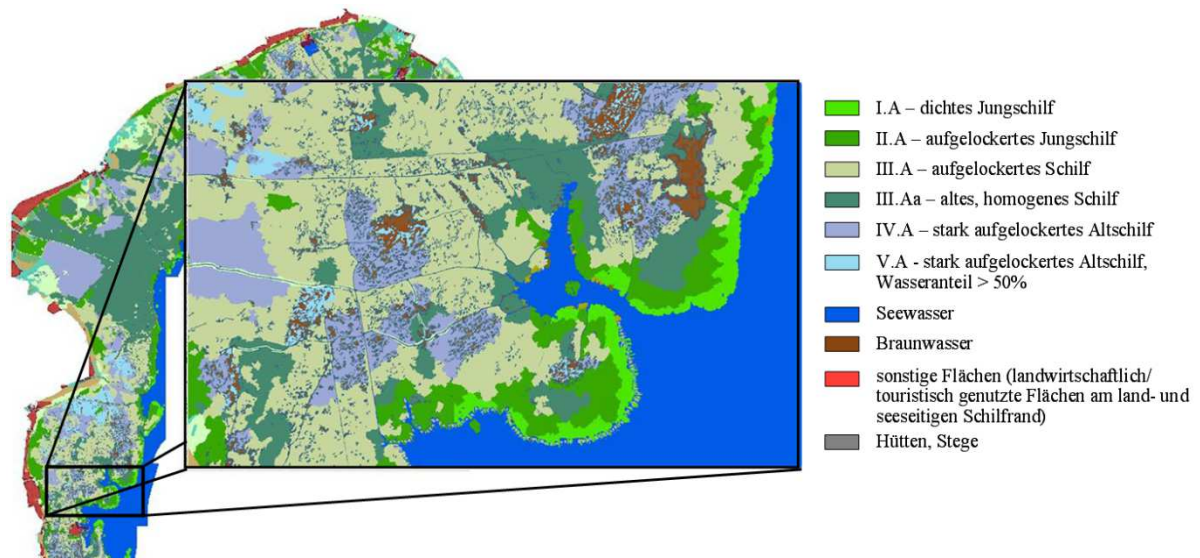 I.A – dichtes Jungschilf
II.A – aufgelockertes Jungschilf
III.A – aufgelockertes Schilf
III.Aa – altes, homogenes Schilf
IV.A – stark aufgelockertes Altschilf
V.A - stark aufgelockertes Altschilf,
Wasseranteil > 50%
Seewasser
Braunwasser
sonstige Flächen (landwirtschaftlich/
touristisch genutzte Flächen am land- und
seeseitigen Schilfrand)
Hütten, Stege